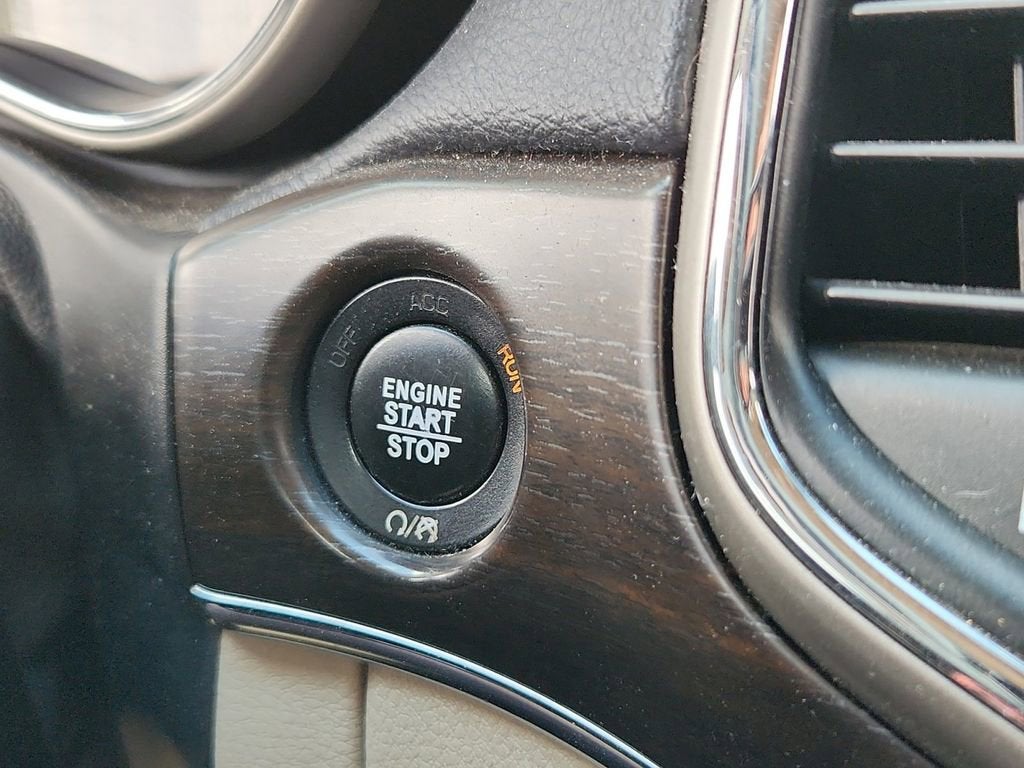 ACC
OFF
RUN
ENGINE
START
STOP